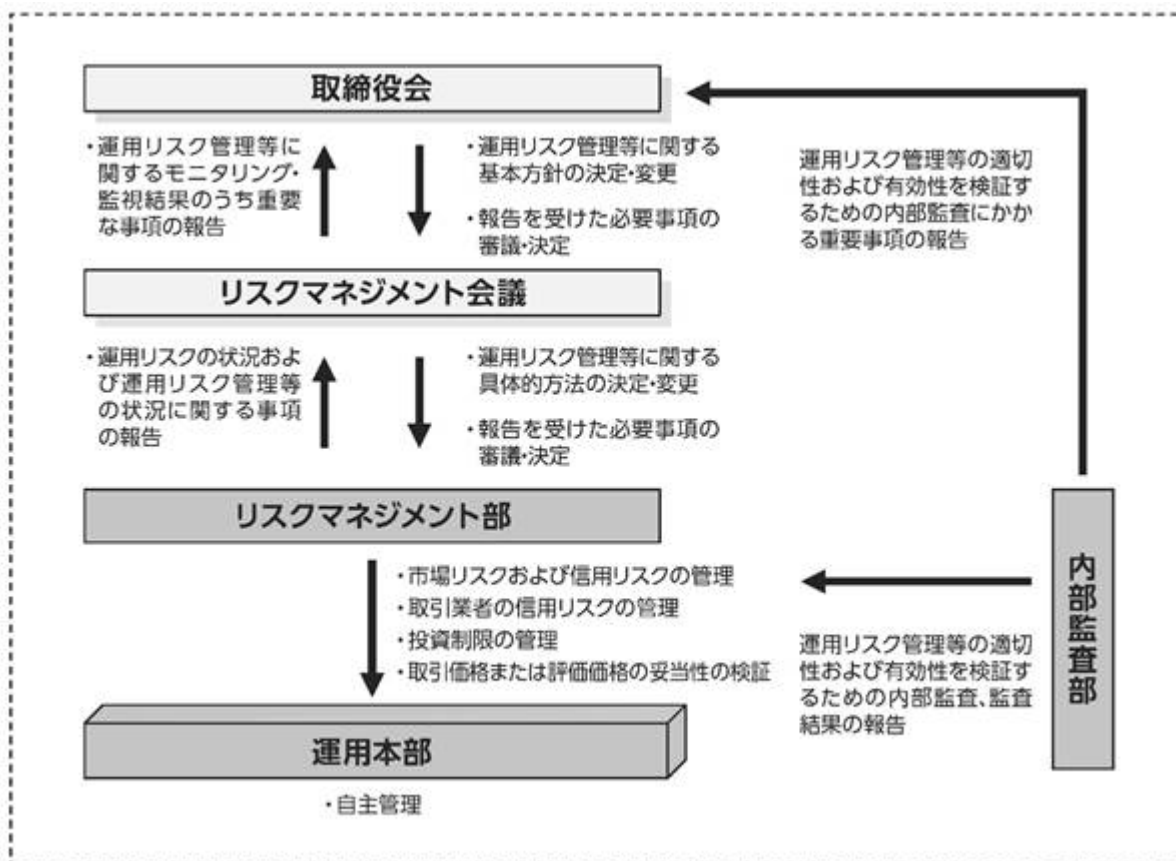 取締役会
・運用リスク管理等に
関するモニタリング・
監視結果のうち重要
な事項の報告
・運用リスク管理等に関する
基本方針の決定・変更
・報告を受けた必要事項の
審議・決定
運用リスク管理等の適切
性および有効性を検証す
るための内部監査にかか
る重要事項の報告
リスクマネジメント会議
・運用リスクの状況およ
び運用リスク管理等
の状況に関する事項
の報告
・運用リスク管理等に関する
具体的方法の決定・変更
・報告を受けた必要事項の
審議・決定
リスクマネジメント部
・市場リスクおよび信用リスクの管理
・取引業者の信用リスクの管理
・投資制限の管理
・取引価格または評価価格の妥当性の検証
内部監査部
運用リスク管理等の適切
性および有効性を検証す
るための内部監査、監査
結果の報告
運用本部
・自主管理